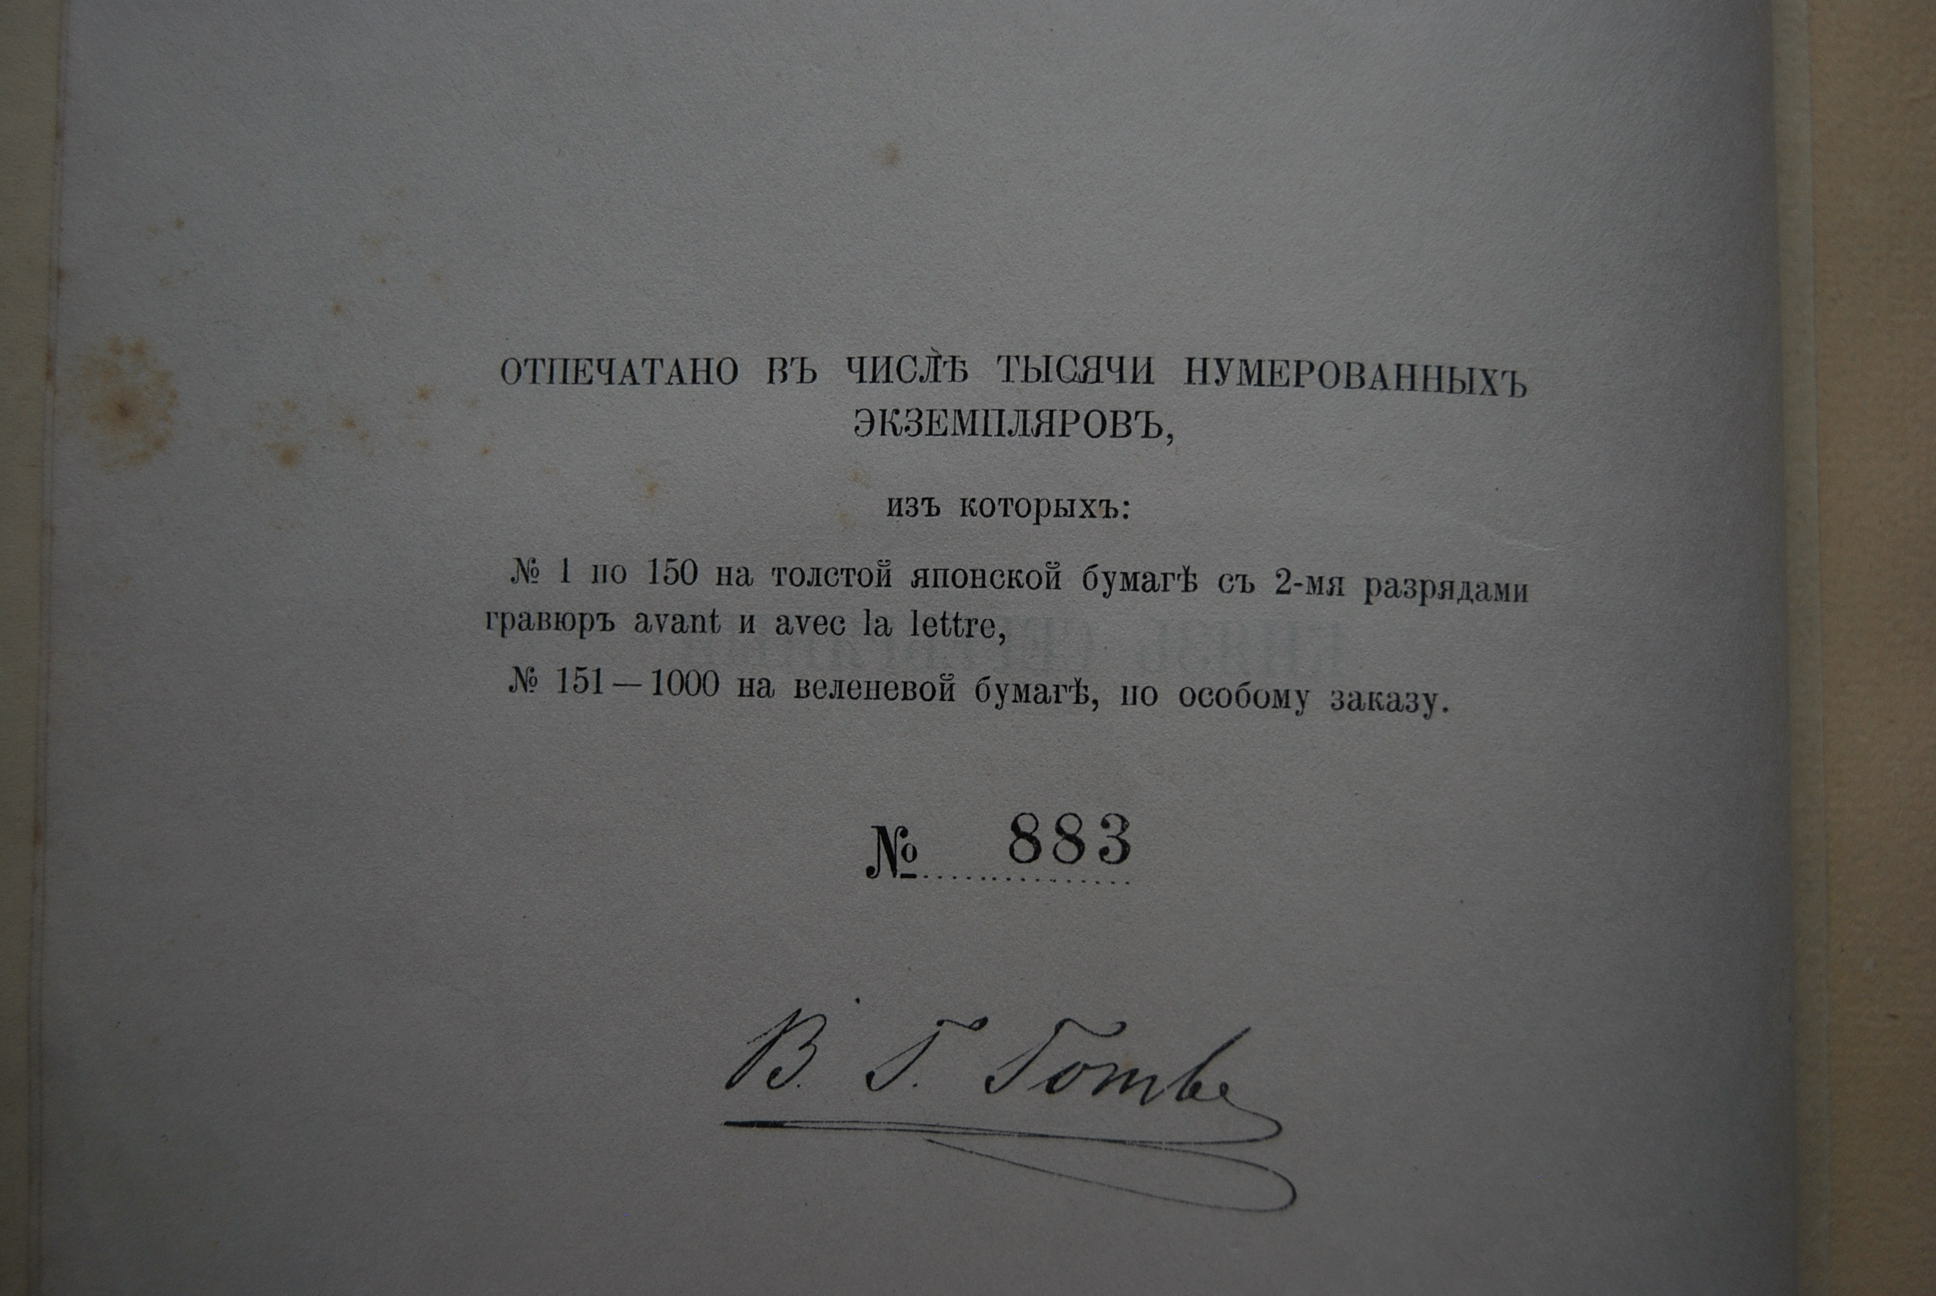 ОТПЕЧАТАНО ВЪ ЧИСЛѢ ТЫСЯЧИ НУМЕРОВАННЫХЪ
ЭКЗЕМПЛЯРОВЪ,
изъ которыхъ:
№ 1 по 150 на толстой японской бумагѣ съ 2-мя разрядами
гравюръ avant и avec la lettre,
№ 151—1000 на веленевой бумагѣ, по особому заказу.
№ 883
В. Г. Готье